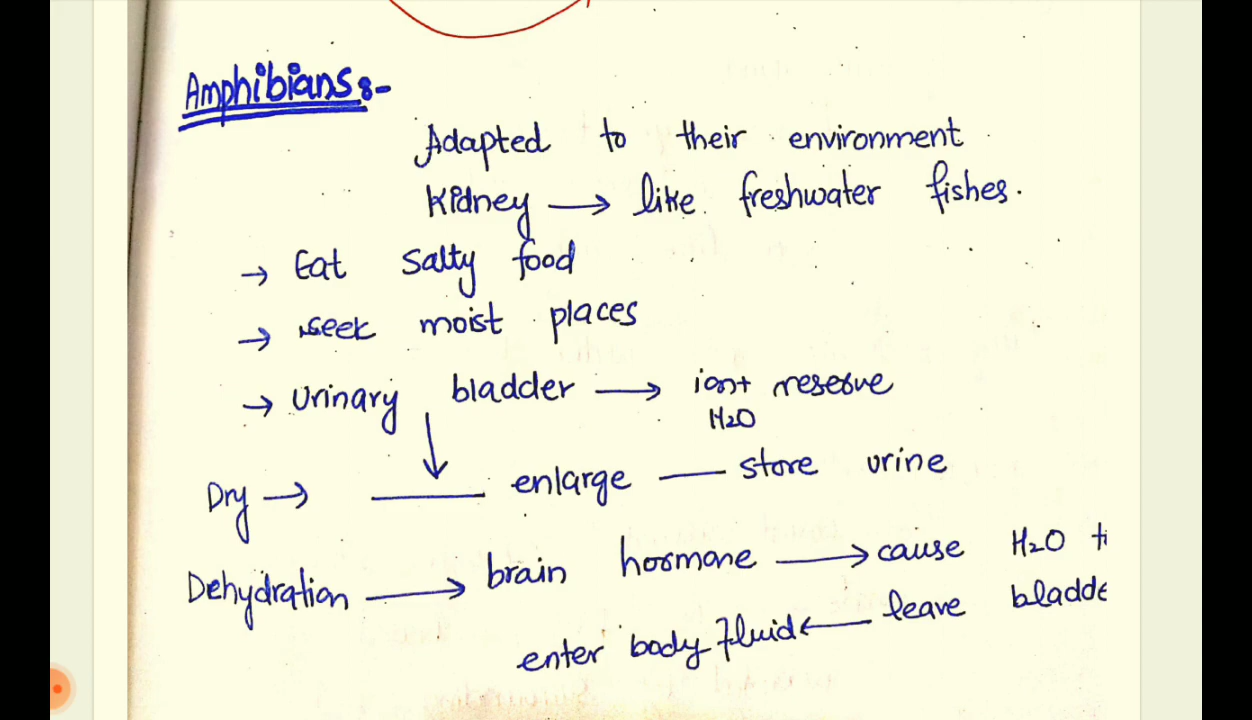 Amphibians :-
Adapted to their environment
Kidney → like freshwater fishes.
→ Eat salty food
→ seek moist places
→ Urinary bladder → ion + reserve
H2O
Dry → enlarge — store urine
Dehydration → brain hormone → cause H2O
enter body fluid ← leave bladde